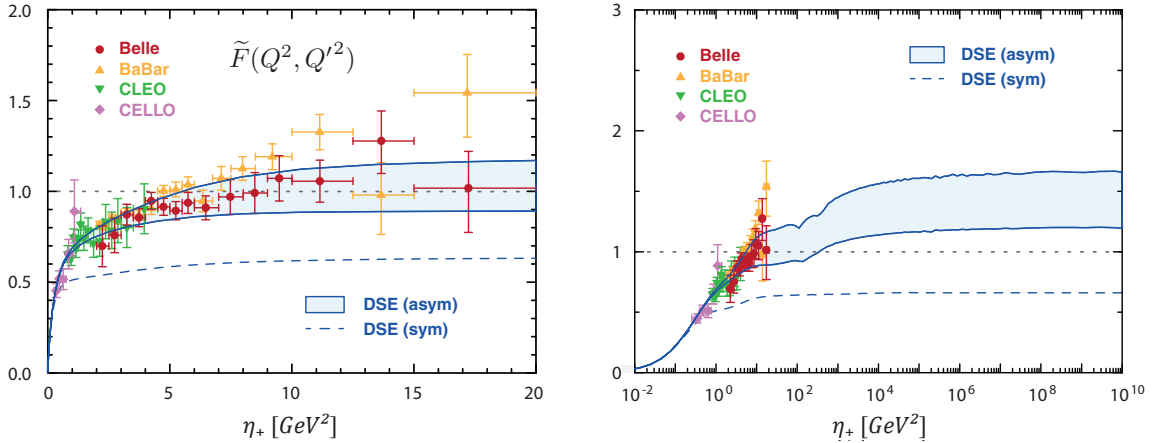 2.0
1.5
1.0
0.5
0.0
0
5
10
15
20
Belle
BaBar
CLEO
CELLO
F̃(Q², Q′²)
DSE (asym)
DSE (sym)
η₊ [GeV²]
3
2
1
0
10⁻²
10⁰
10²
10⁴
10⁶
10⁸
10¹⁰
Belle
BaBar
CLEO
CELLO
DSE (asym)
DSE (sym)
η₊ [GeV²]